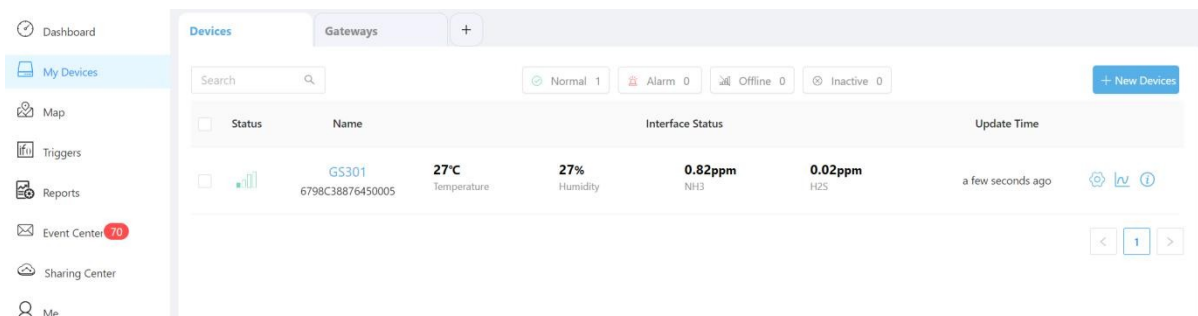 Dashboard
My Devices
Map
Triggers
Reports
Event Center 70
Sharing Center
Me
Devices Gateways +
Search Normal 1 Alarm 0 Offline 0 Inactive 0 + New Devices
Status Name Interface Status Update Time
GS301 27℃ 27% 0.82ppm 0.02ppm
6798C38876450005 Temperature Humidity NH3 H2S a few seconds ago
< 1 >